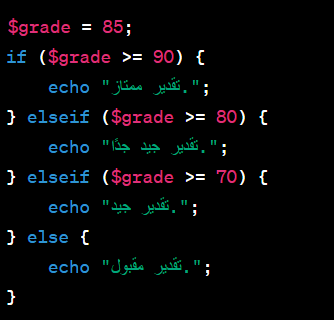 $grade = 85;
if ($grade >= 90) {
    echo "تقدير ممتاز.";
} elseif ($grade >= 80) {
    echo "تقدير جيد جدًا.";
} elseif ($grade >= 70) {
    echo "تقدير جيد.";
} else {
    echo "تقدير مقبول.";
}